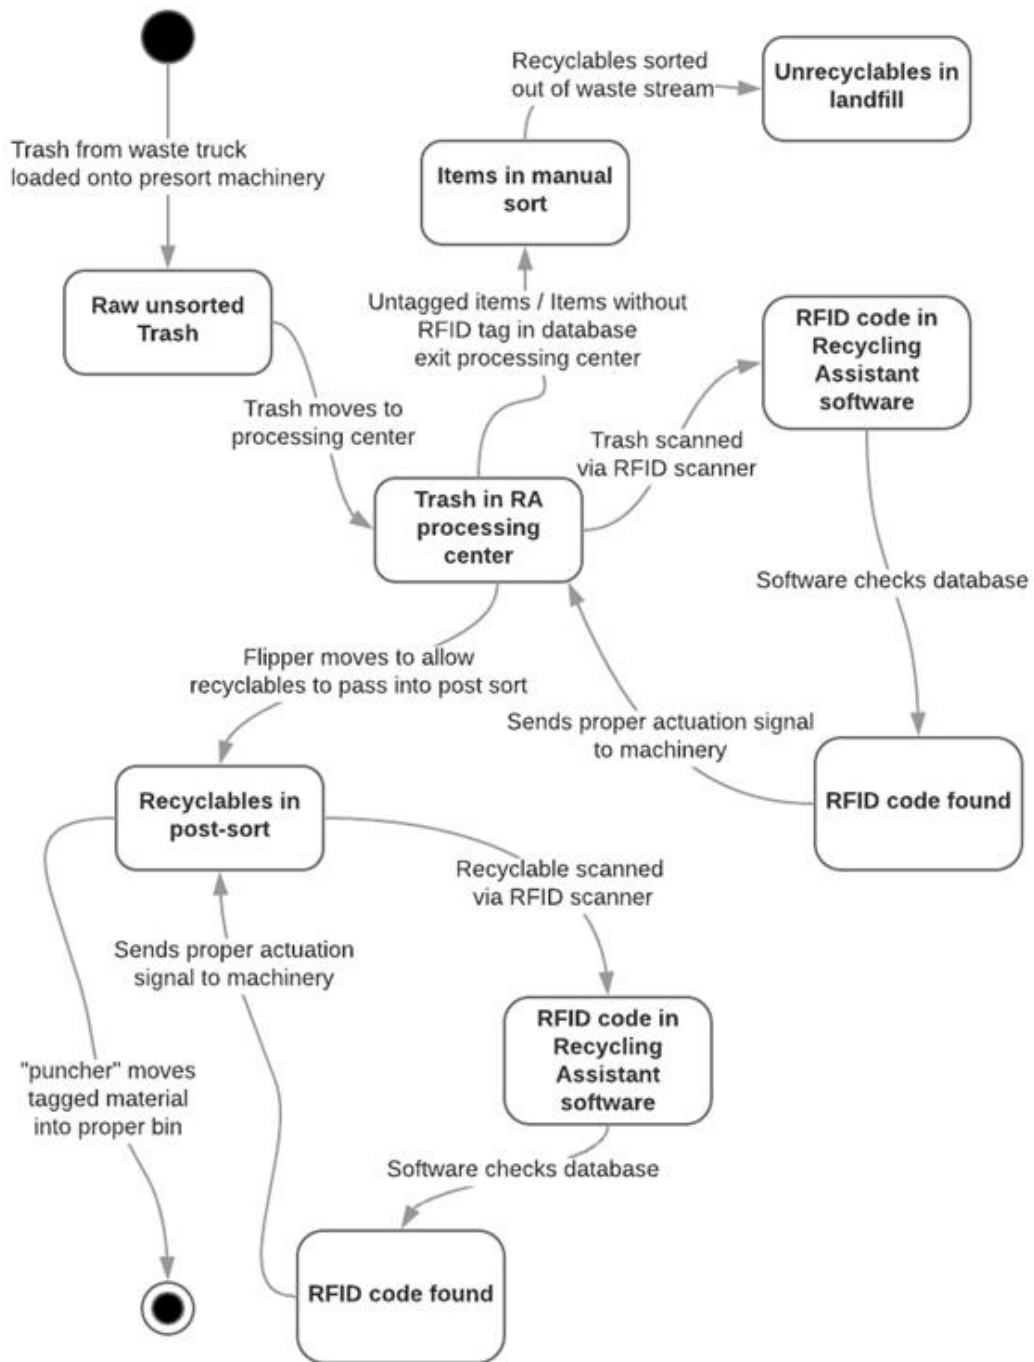 Trash from waste truck
loaded onto presort machinery
Raw unsorted
Trash
Trash moves to
processing center
Trash in RA
processing
center
Untagged items / Items without
RFID tag in database
exit processing center
Items in manual
sort
Recyclables sorted
out of waste stream
Unrecyclables in
landfill
Trash scanned
via RFID scanner
RFID code in
Recycling
Assistant
software
Software checks database
RFID code found
Sends proper actuation signal
to machinery
Flipper moves to allow
recyclables to pass into post sort
Recyclables in
post-sort
Recyclable scanned
via RFID scanner
RFID code in
Recycling
Assistant
software
Software checks database
RFID code found
Sends proper actuation
signal to machinery
"puncher" moves
tagged material
into proper bin